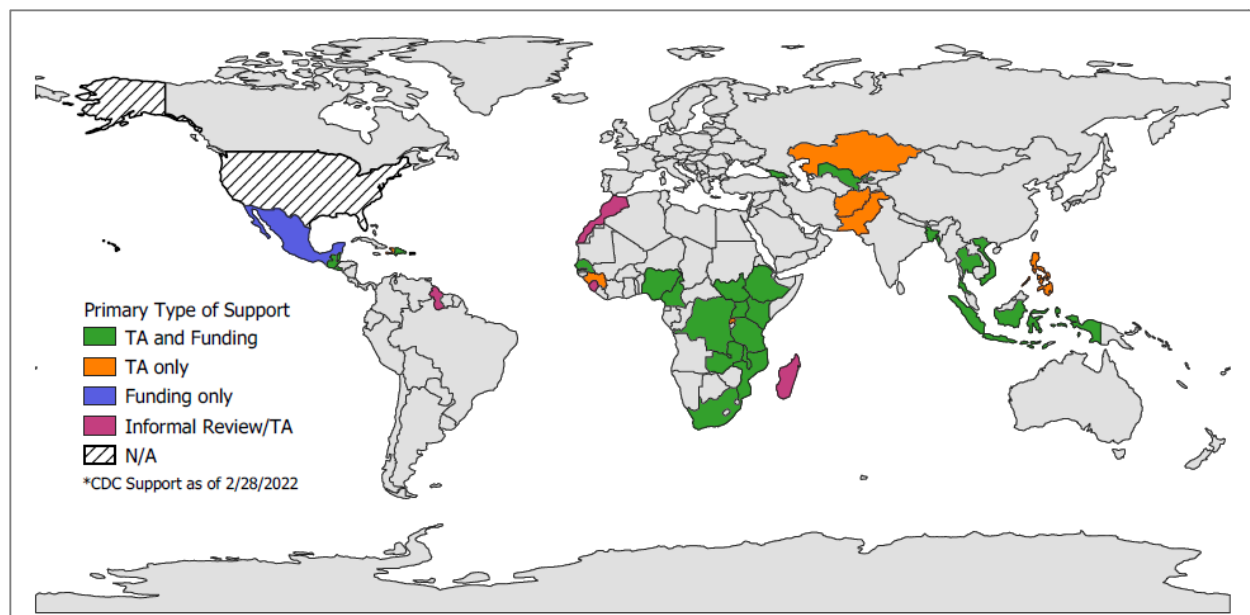 Primary Type of Support
TA and Funding
TA only
Funding only
Informal Review/TA
N/A
*CDC Support as of 2/28/2022